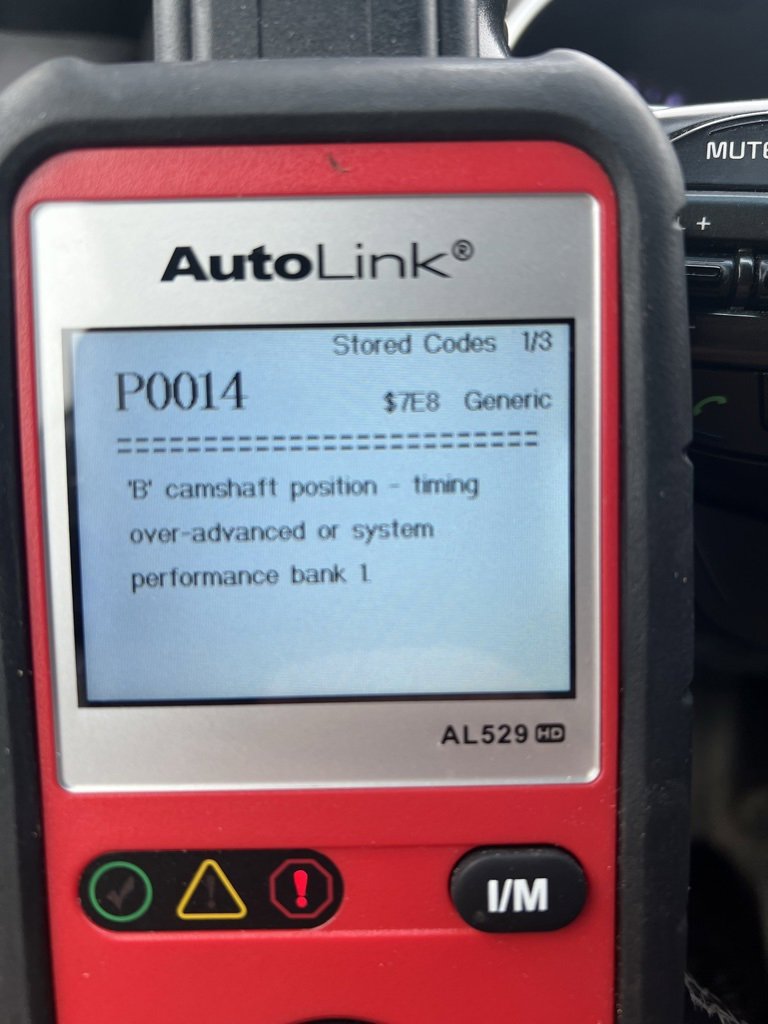 MUTE
+
AutoLink®
Stored Codes 1/3
P0014 $7E8 Generic
=========================
'B' camshaft position - timing
over-advanced or system
performance bank 1
AL529 HD
! !
I/M